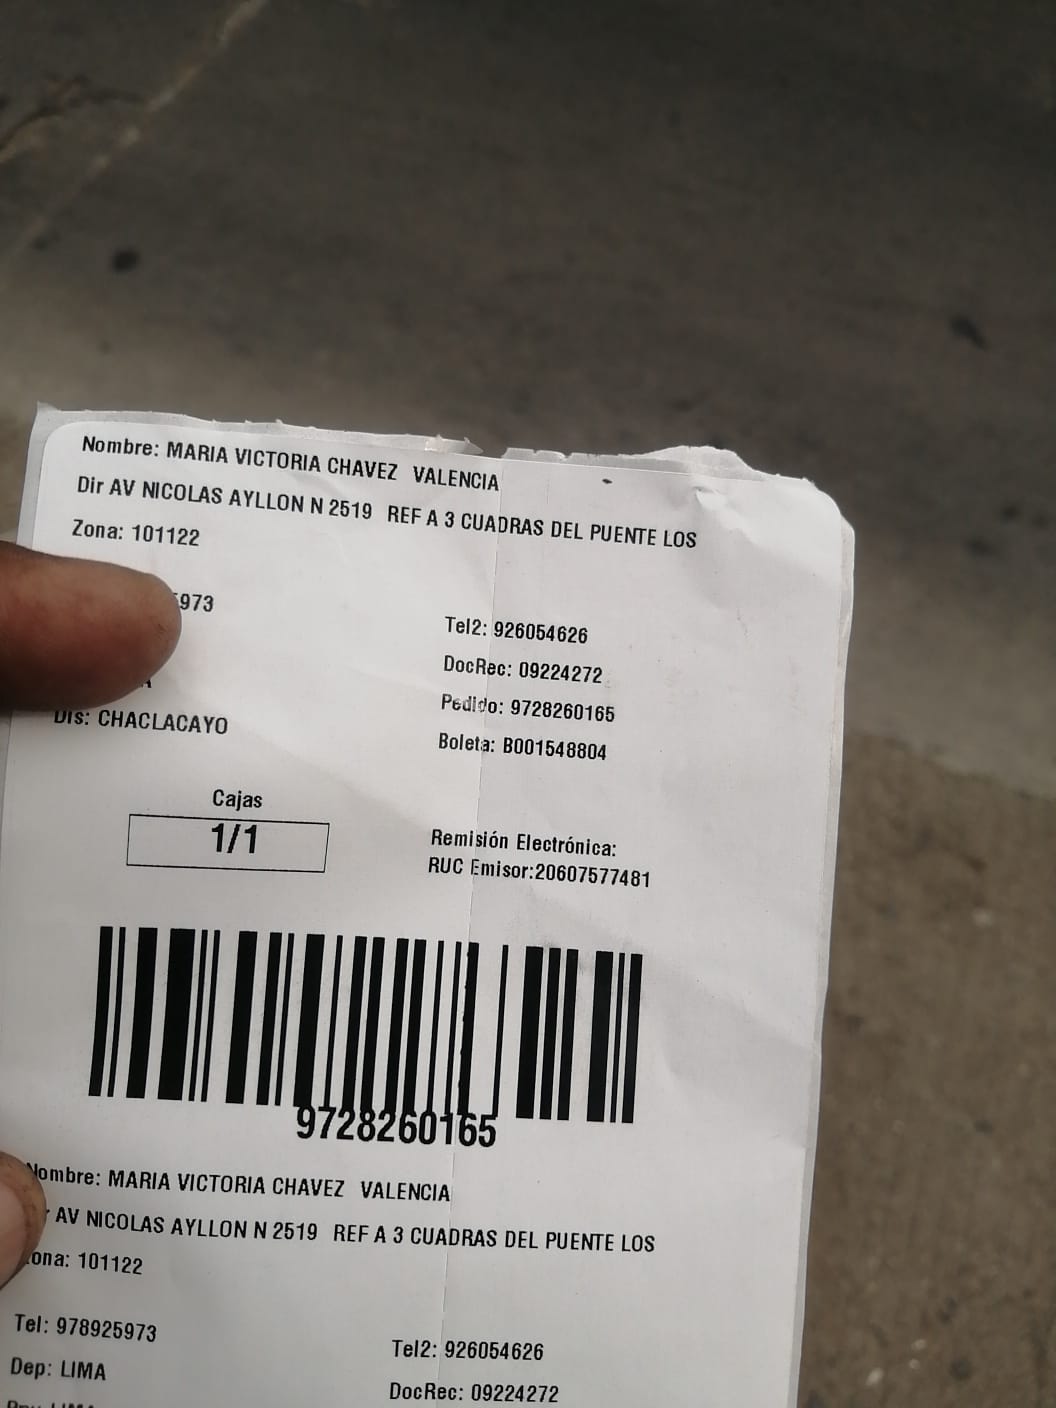 Nombre: MARIA VICTORIA CHAVEZ VALENCIA
Dir AV NICOLAS AYLLON N 2519 REF A 3 CUADRAS DEL PUENTE LOS
Zona: 101122
973
Tel2: 926054626
DocRec: 09224272
Pedido: 9728260165
Dis: CHACLACAYO
Boleta: B001548804
Cajas
1/1
Remisión Electrónica:
RUC Emisor:20607577481
9728260165
Nombre: MARIA VICTORIA CHAVEZ VALENCIA
AV NICOLAS AYLLON N 2519 REF A 3 CUADRAS DEL PUENTE LOS
Zona: 101122
Tel: 978925973
Tel2: 926054626
Dep: LIMA
DocRec: 09224272